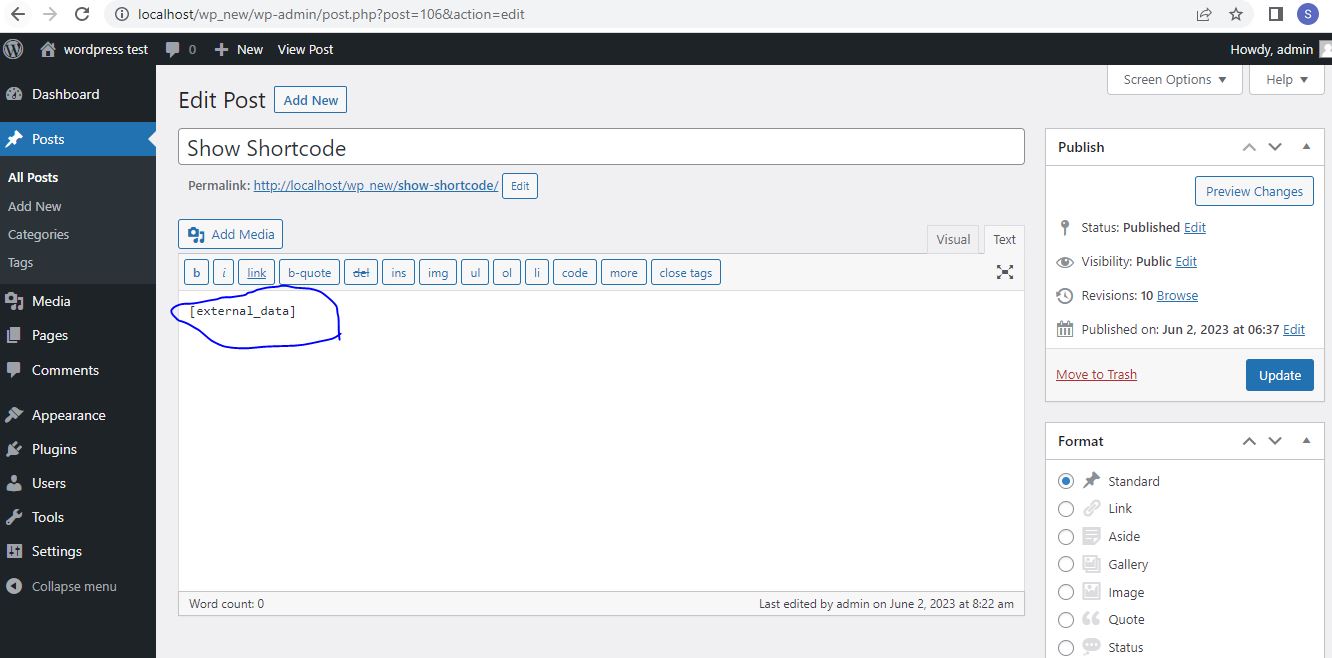 localhost/wp_new/wp-admin/post.php?post=106&action=edit
S
wordpress test 0 New View Post Howdy, admin
Screen Options ▼ Help ▼
Dashboard
Posts
All Posts
Add New
Categories
Tags
Media
Pages
Comments
Appearance
Plugins
Users
Tools
Settings
Collapse menu
Edit Post Add New
Show Shortcode
Permalink: http://localhost/wp_new/show-shortcode/ Edit
Add Media
Visual Text
b i link b-quote del ins img ul ol li code more close tags
[external_data]
Word count: 0 Last edited by admin on June 2, 2023 at 8:22 am
Publish
Preview Changes
Status: Published Edit
Visibility: Public Edit
Revisions: 10 Browse
Published on: Jun 2, 2023 at 06:37 Edit
Move to Trash Update
Format
Standard
Link
Aside
Gallery
Image
Quote
Status